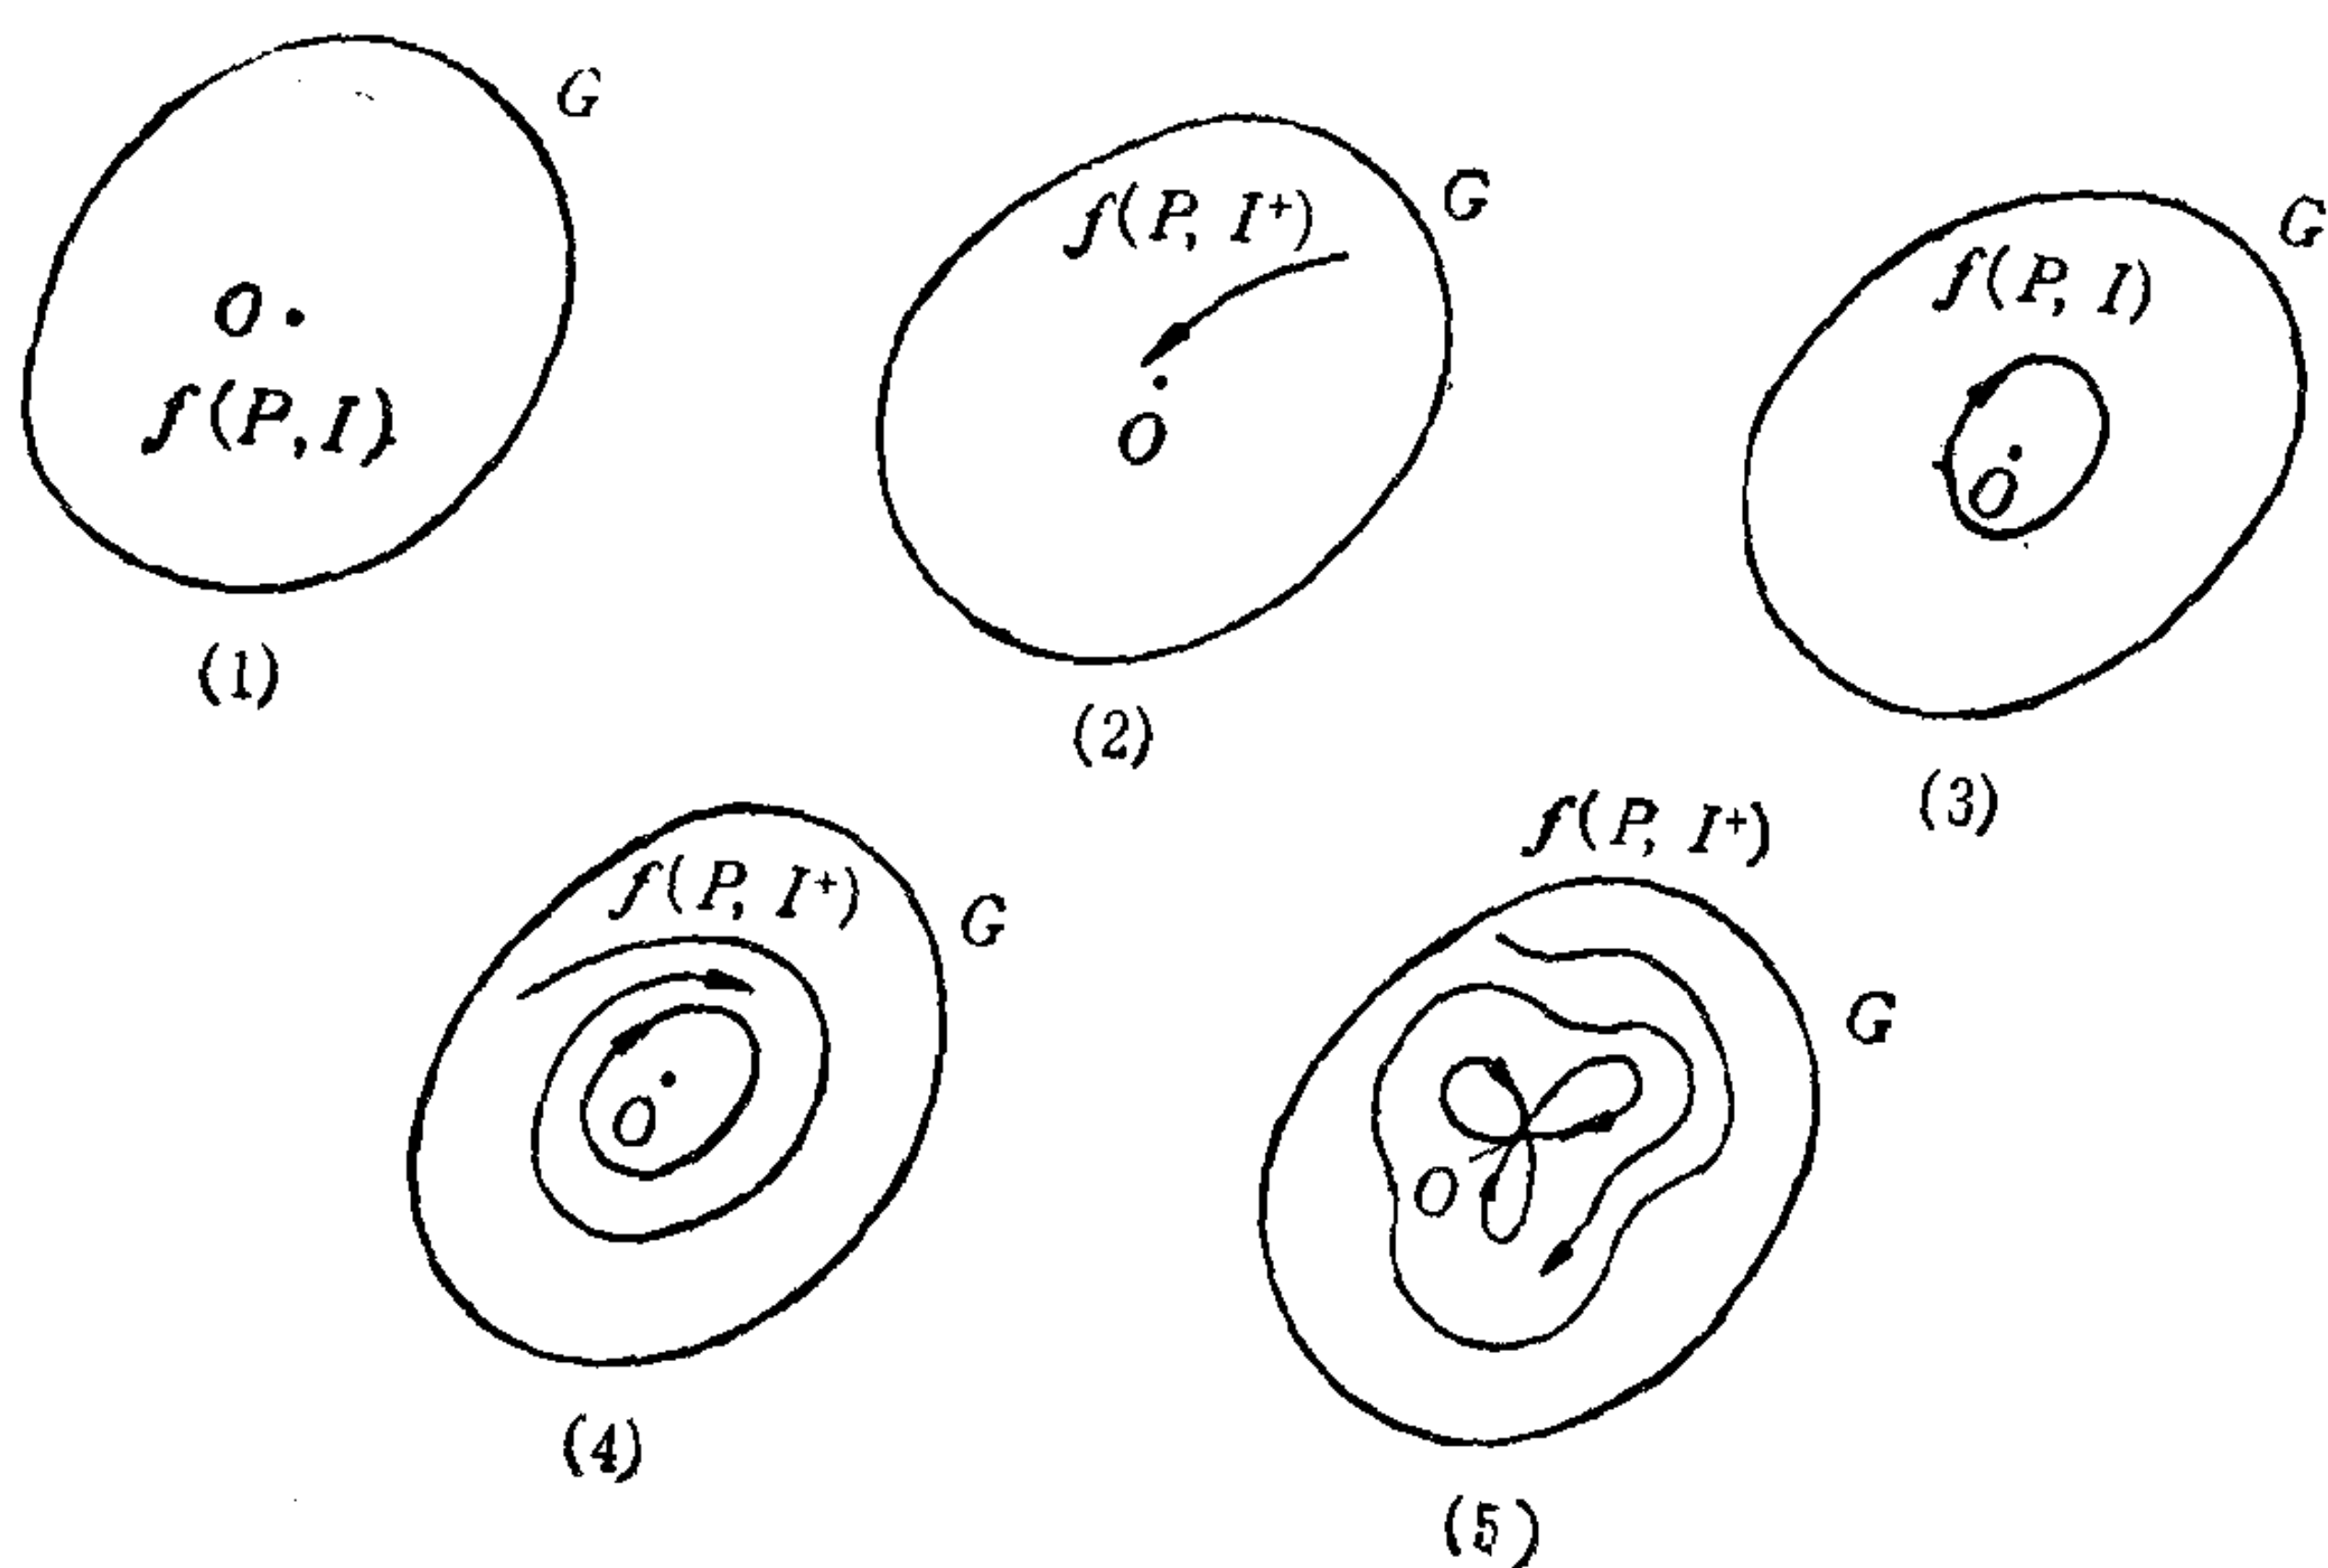 G
O
f(P, I)
(1)
f(P, I⁺)
G
O
(2)
G
f(P, I)
O
(3)
f(P, I⁺)
G
O
(4)
f(P, I⁺)
G
O
(5)